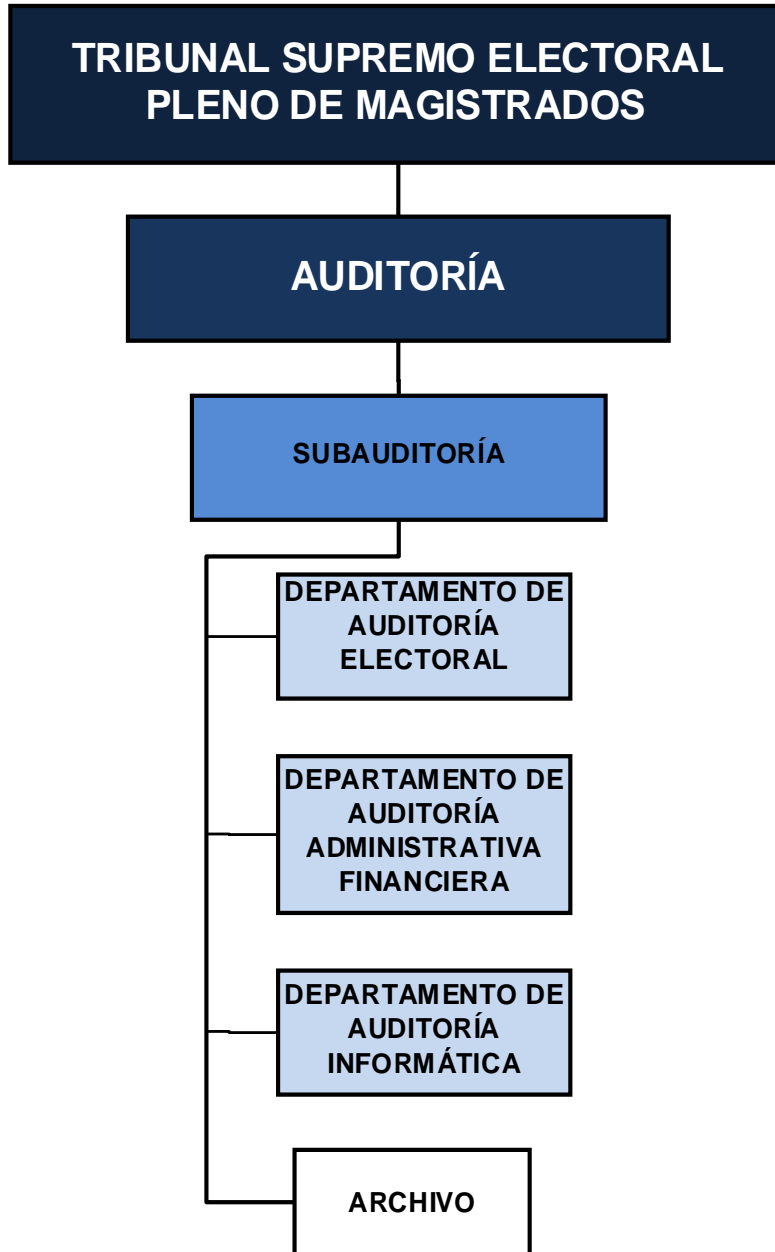 TRIBUNAL SUPREMO ELECTORAL
PLENO DE MAGISTRADOS
AUDITORÍA
SUBAUDITORÍA
DEPARTAMENTO DE
AUDITORÍA
ELECTORAL
DEPARTAMENTO DE
AUDITORÍA
ADMINISTRATIVA
FINANCIERA
DEPARTAMENTO DE
AUDITORÍA
INFORMÁTICA
ARCHIVO